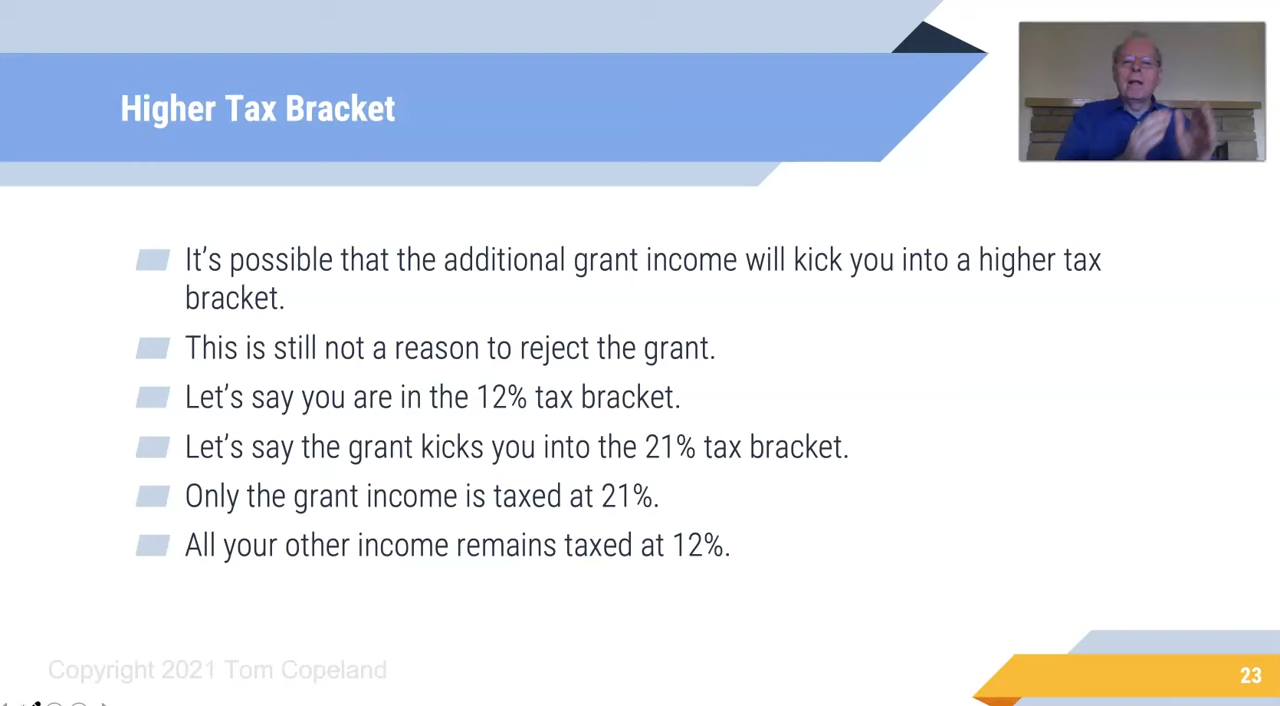 Higher Tax Bracket
It’s possible that the additional grant income will kick you into a higher tax
bracket.
This is still not a reason to reject the grant.
Let’s say you are in the 12% tax bracket.
Let’s say the grant kicks you into the 21% tax bracket.
Only the grant income is taxed at 21%.
All your other income remains taxed at 12%.
Copyright 2021 Tom Copeland
23